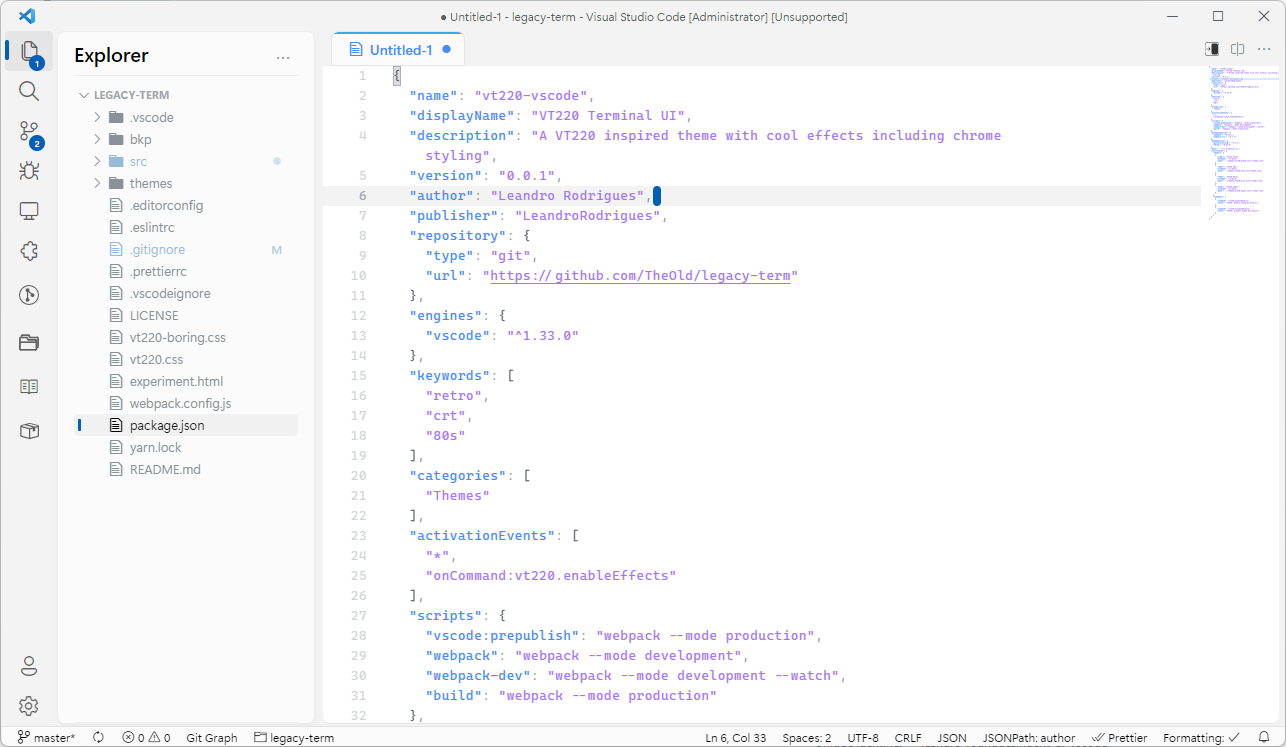 ● Untitled-1 - legacy-term - Visual Studio Code [Administrator] [Unsupported]
1
2
Explorer
LEGACY-TERM
.vscode
bkp
src
themes
.editorconfig
.eslintrc
.gitignore M
.prettierrc
.vscodeignore
LICENSE
vt220-boring.css
vt220.css
experiment.html
webpack.config.js
package.json
yarn.lock
README.md
Untitled-1
1 {
2 "name": "vt220-vscode",
3 "displayName": "VT220 Terminal UI",
4 "description": "A VT220 inspired theme with cool effects including chrome
styling",
5 "version": "0.0.1",
6 "author": "Leandro Rodrigues",
7 "publisher": "LeandroRodrigues",
8 "repository": {
9 "type": "git",
10 "url": "https://github.com/TheOld/legacy-term"
11 },
12 "engines": {
13 "vscode": "^1.33.0"
14 },
15 "keywords": [
16 "retro",
17 "crt",
18 "80s"
19 ],
20 "categories": [
21 "Themes"
22 ],
23 "activationEvents": [
24 "*",
25 "onCommand:vt220.enableEffects"
26 ],
27 "scripts": {
28 "vscode:prepublish": "webpack --mode production",
29 "webpack": "webpack --mode development",
30 "webpack-dev": "webpack --mode development --watch",
31 "build": "webpack --mode production"
32 },
master* 0 0 Git Graph legacy-term Ln 6, Col 33 Spaces: 2 UTF-8 CRLF JSON JSONPath: author Prettier Formatting: ✓